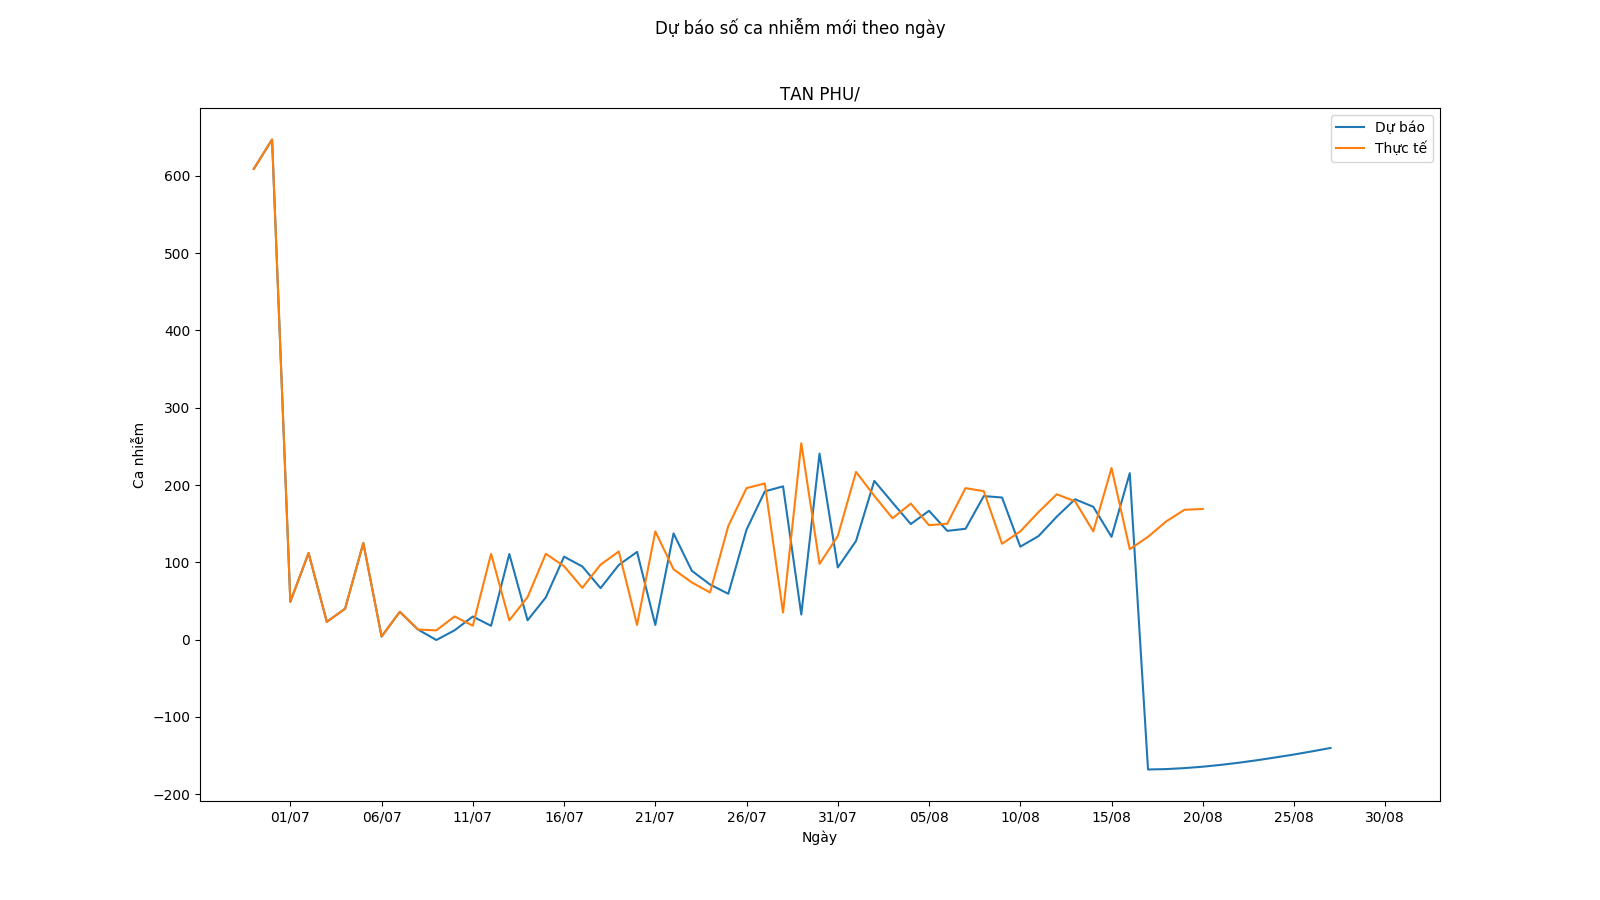 Dự báo số ca nhiễm mới theo ngày
TAN PHU/
Dự báo
Thực tế
600
500
400
300
200
100
0
−100
−200
Ca nhiễm
01/07 06/07 11/07 16/07 21/07 26/07 31/07 05/08 10/08 15/08 20/08 25/08 30/08
Ngày